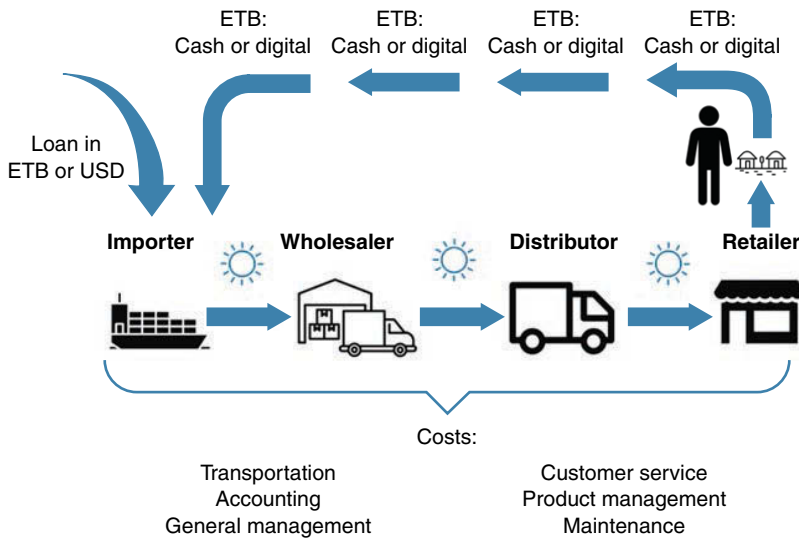 ETB:
Cash or digital
ETB:
Cash or digital
ETB:
Cash or digital
ETB:
Cash or digital
Loan in
ETB or USD
Importer
Wholesaler
Distributor
Retailer
Costs:
Transportation
Accounting
General management
Customer service
Product management
Maintenance